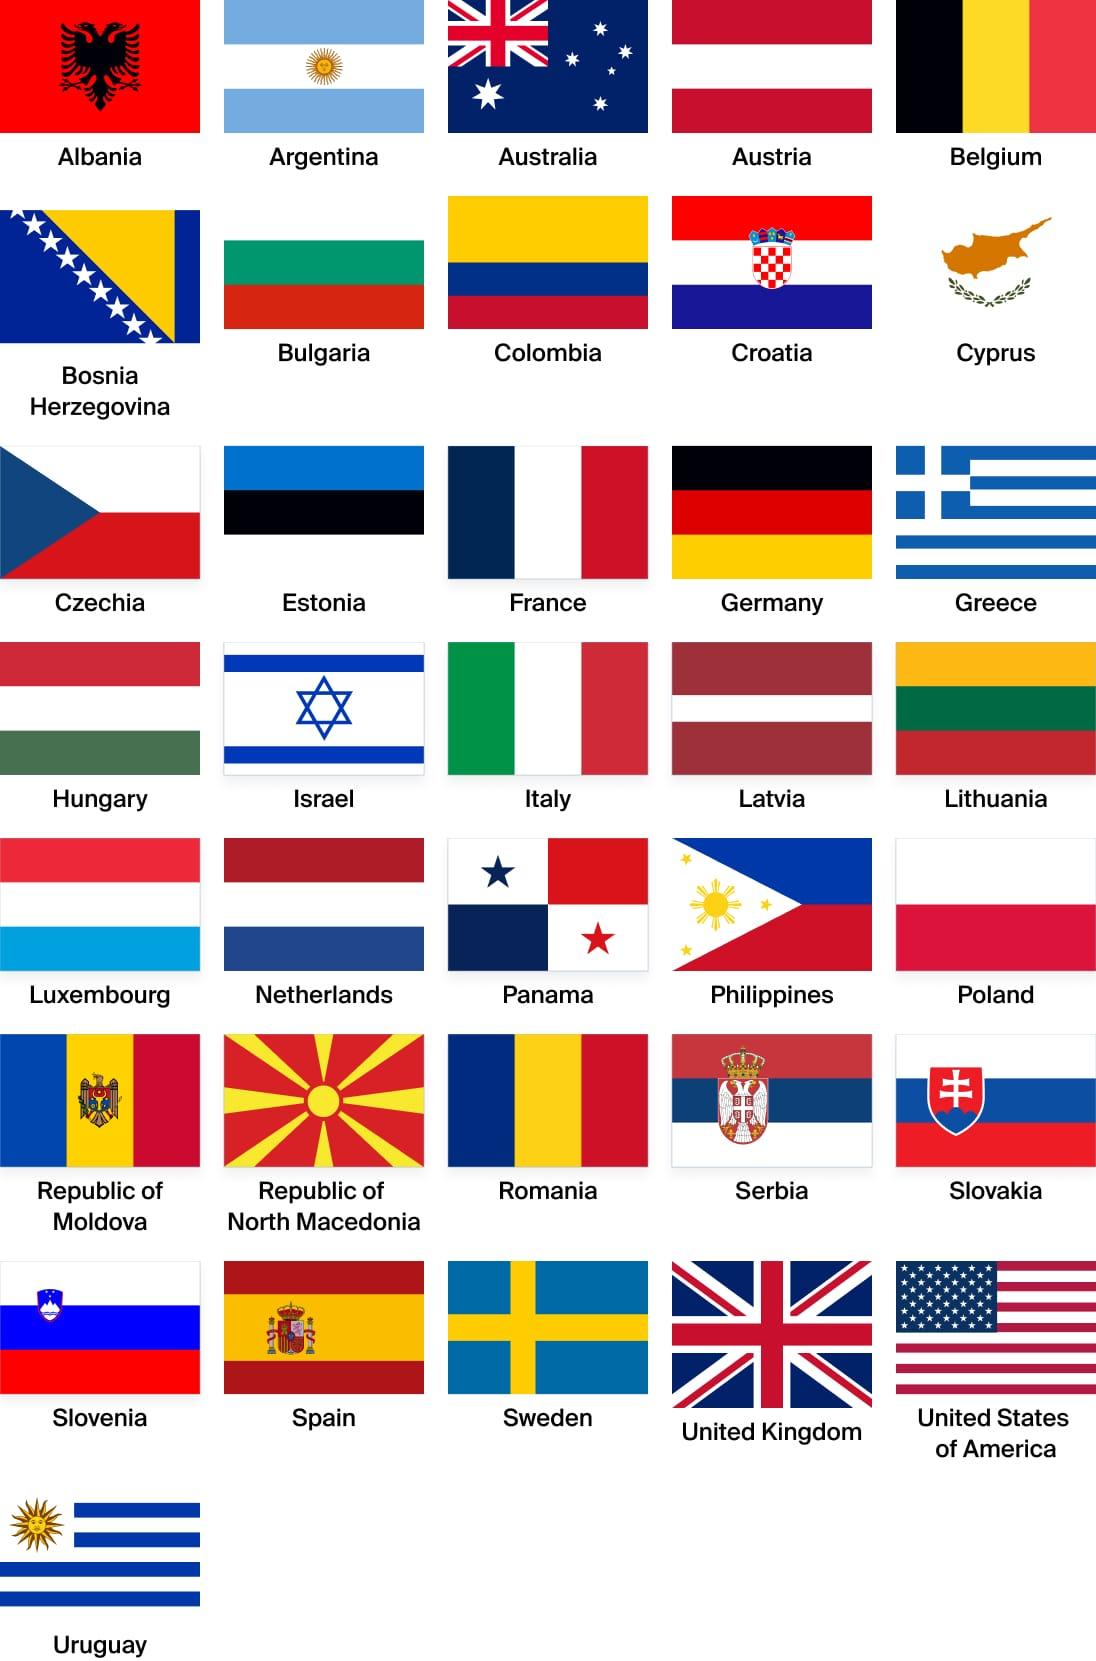 Albania
Argentina
Australia
Austria
Belgium
Bosnia
Herzegovina
Bulgaria
Colombia
Croatia
Cyprus
Czechia
Estonia
France
Germany
Greece
Hungary
Israel
Italy
Latvia
Lithuania
Luxembourg
Netherlands
Panama
Philippines
Poland
Republic of
Moldova
Republic of
North Macedonia
Romania
Serbia
Slovakia
Slovenia
Spain
Sweden
United Kingdom
United States
of America
Uruguay